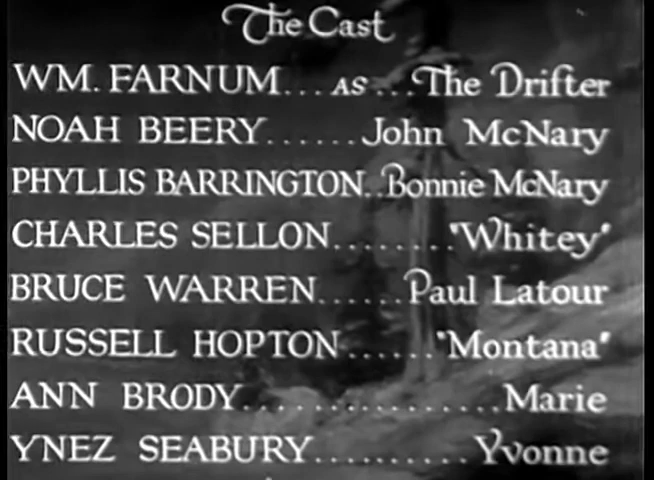 The Cast
WM. FARNUM... AS ...The Drifter
NOAH BEERY......John McNary
PHYLLIS BARRINGTON..Bonnie McNary
CHARLES SELLON........"Whitey"
BRUCE WARREN......Paul Latour
RUSSELL HOPTON......"Montana"
ANN BRODY................Marie
YNEZ SEABURY..........Yvonne